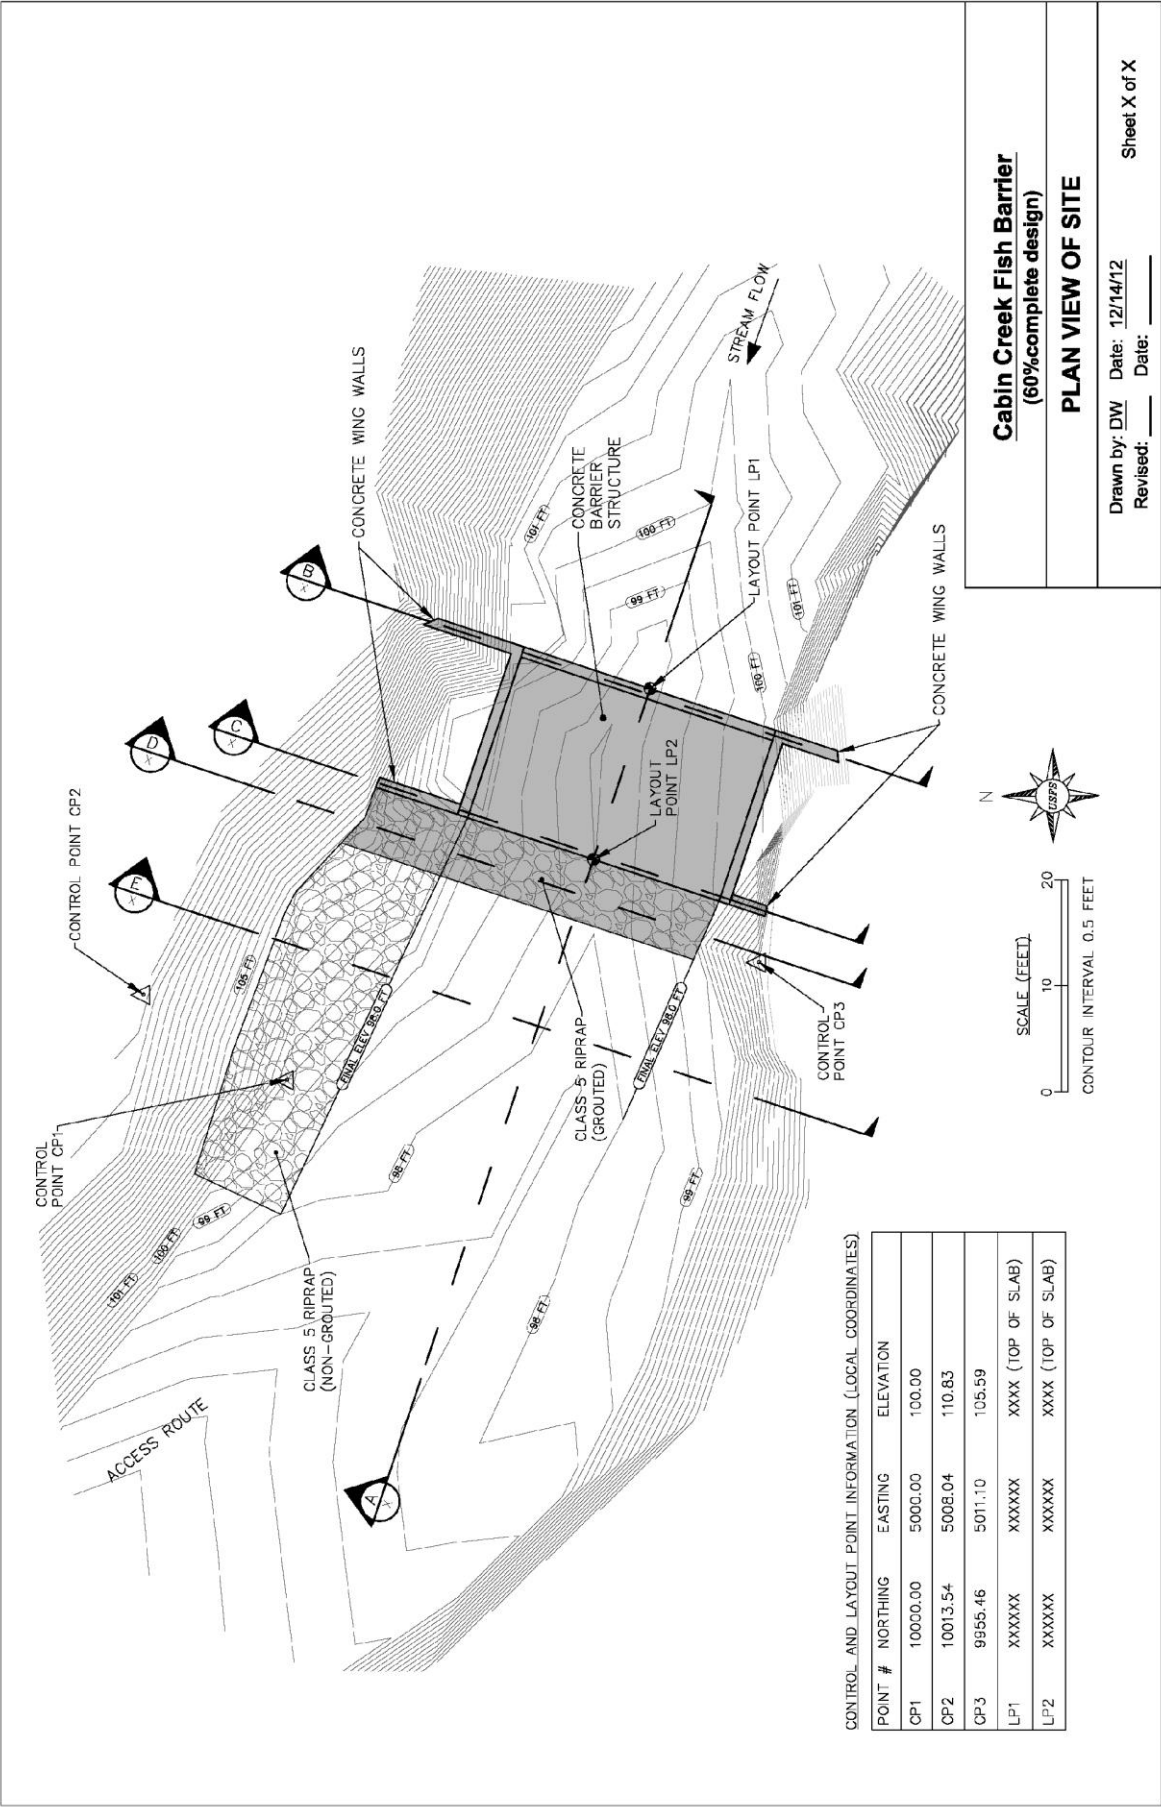 CONTROL POINT CP2
CONTROL
POINT CP1
E
X
D
X
C
X
B
X
CONCRETE WING WALLS
105 FT
101 FT
100 FT
99 FT
FINAL ELEV 98.0 FT
98 FT
CONCRETE
BARRIER
STRUCTURE
101 FT
100 FT
99 FT
STREAM FLOW
LAYOUT POINT LP1
LAYOUT
POINT LP2
100 FT
101 FT
ACCESS ROUTE
CLASS 5 RIPRAP
(NON-GROUTED)
CLASS 5 RIPRAP
(GROUTED)
FINAL ELEV 98.0 FT
A
X
98 FT
99 FT
CONTROL
POINT CP3
CONCRETE WING WALLS
CONTROL AND LAYOUT POINT INFORMATION (LOCAL COORDINATES)
POINT # NORTHING EASTING ELEVATION
CP1 10000.00 5000.00 100.00
CP2 10013.54 5008.04 110.83
CP3 9955.46 5011.10 105.59
LP1 XXXXXX XXXXXX XXXX (TOP OF SLAB)
LP2 XXXXXX XXXXXX XXXX (TOP OF SLAB)
SCALE (FEET)
0 10 20
CONTOUR INTERVAL 0.5 FEET
N
USFS
Cabin Creek Fish Barrier
(60%complete design)
PLAN VIEW OF SITE
Drawn by: DW Date: 12/14/12
Revised: ____ Date: ______
Sheet X of X